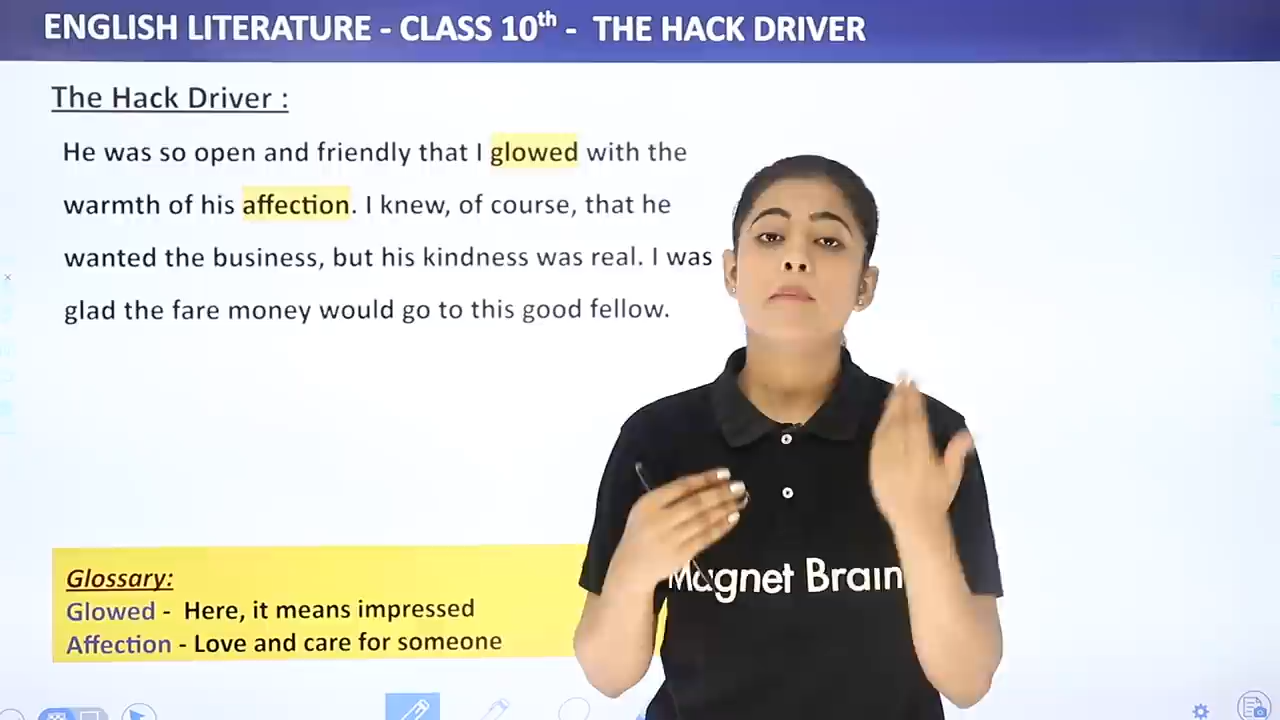 ENGLISH LITERATURE - CLASS 10th - THE HACK DRIVER
The Hack Driver :
He was so open and friendly that I glowed with the
warmth of his affection. I knew, of course, that he
wanted the business, but his kindness was real. I was
glad the fare money would go to this good fellow.
Magnet Brain
Glossary:
Glowed - Here, it means impressed
Affection - Love and care for someone